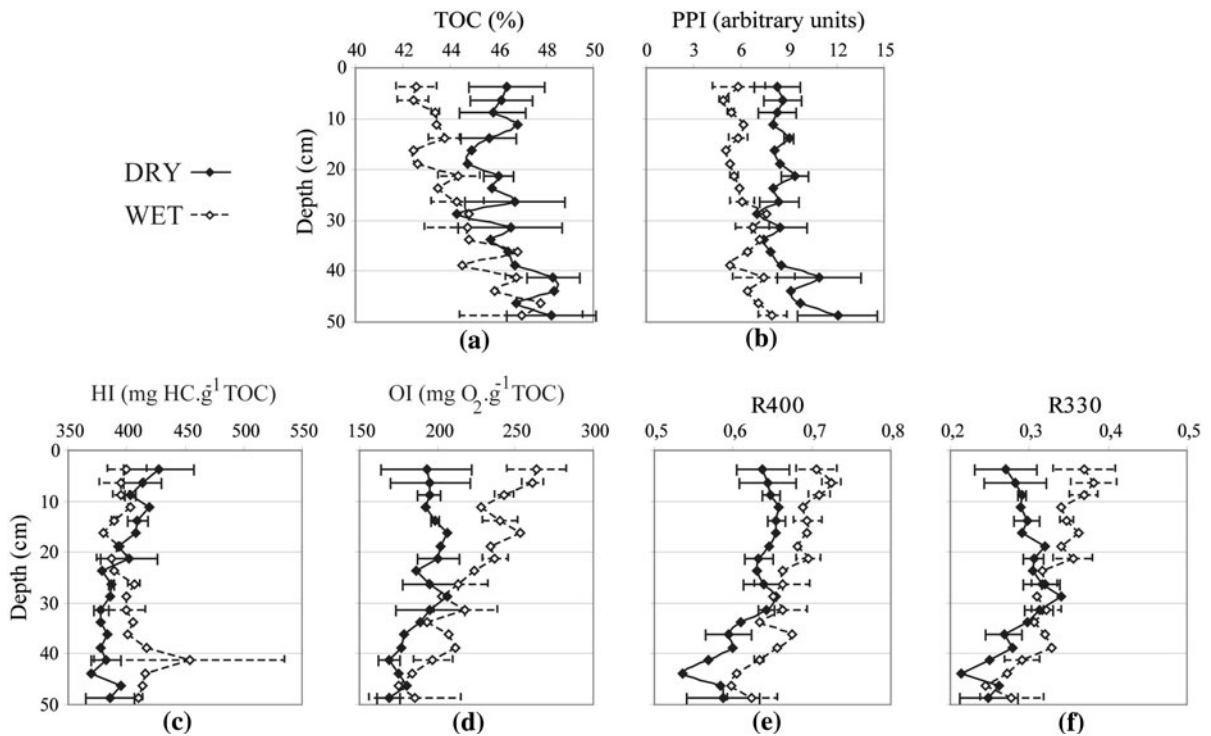 TOC (%)
40 42 44 46 48 50
PPI (arbitrary units)
0 3 6 9 12 15
DRY
WET
Depth (cm)
0
10
20
30
40
50
(a)
(b)
HI (mg HC.g-1 TOC)
350 400 450 500 550
OI (mg O2.g-1 TOC)
150 200 250 300
R400
0,5 0,6 0,7 0,8
R330
0,2 0,3 0,4 0,5
Depth (cm)
0
10
20
30
40
50
(c)
(d)
(e)
(f)